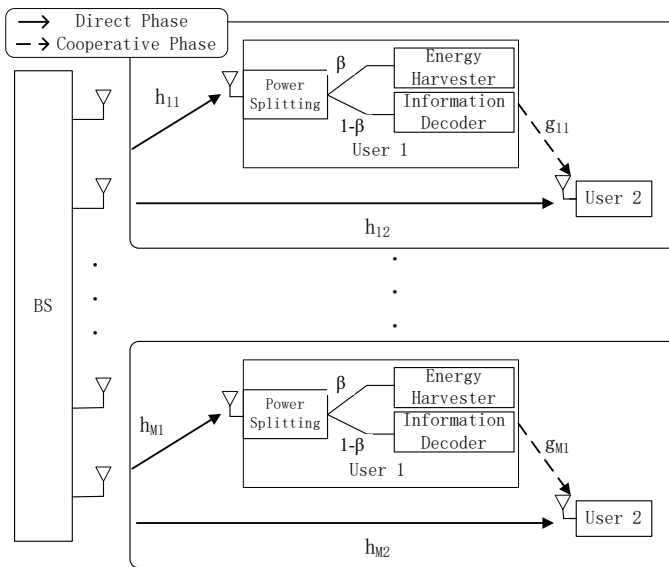 Direct Phase
Cooperative Phase
BS
h11
Power
Splitting
β
1-β
Energy
Harvester
Information
Decoder
User 1
g11
User 2
h12
hM1
Power
Splitting
β
1-β
Energy
Harvester
Information
Decoder
User 1
gM1
User 2
hM2